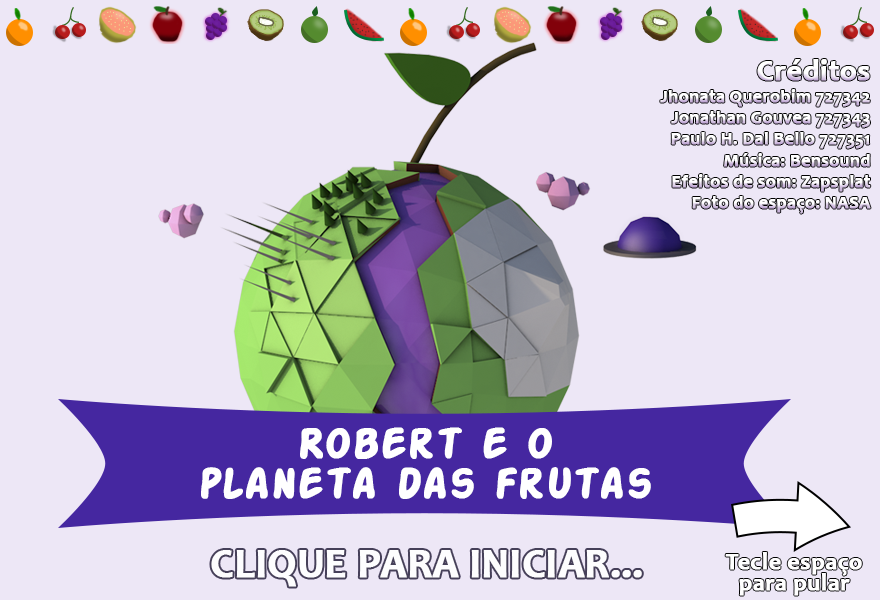 Créditos
Jhonata Querobim 727342
Jonathan Gouvea 727343
Paulo H. Dal Bello 727351
Música: Bensound
Efeitos de som: Zapsplat
Foto do espaço: NASA
ROBERT E O
PLANETA DAS FRUTAS
CLIQUE PARA INICIAR...
Tecle espaço
para pular